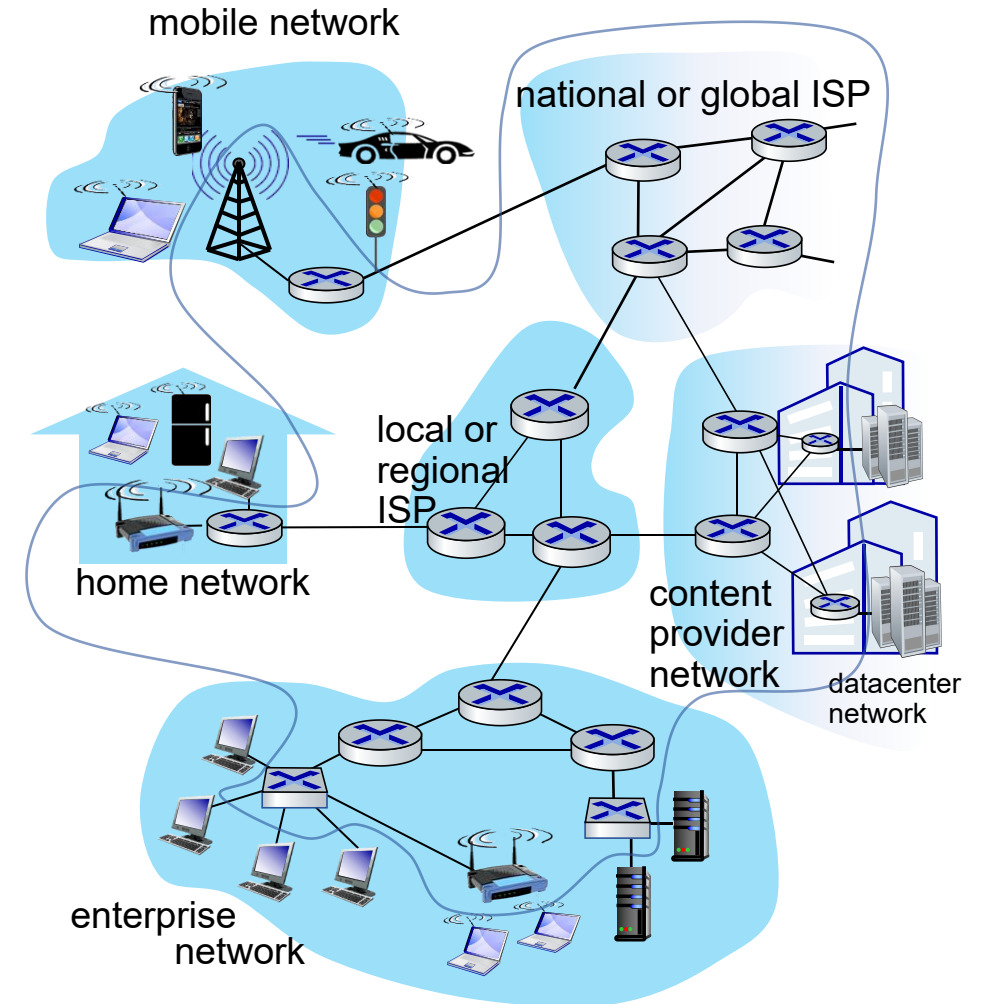 mobile network
national or global ISP
local or
regional
ISP
home network
content
provider
network
datacenter
network
enterprise
network